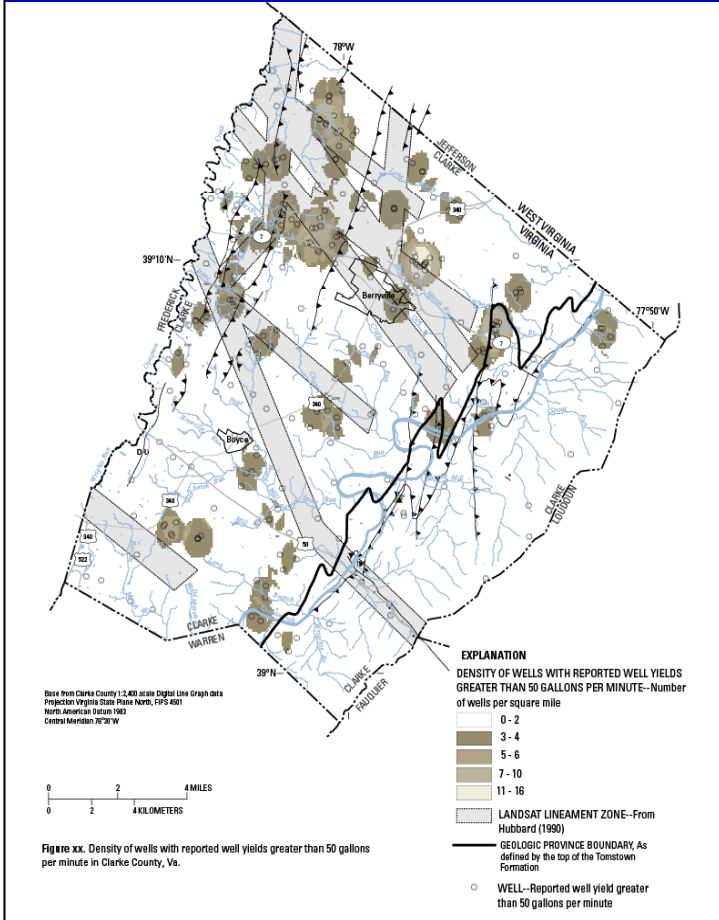 78°W
JEFFERSON
CLARKE
WEST VIRGINIA
VIRGINIA
340
7
39°10'N
FREDERICK
CLARKE
Berryville
77°50'W
7
340
Boyce
D U
340
50
340
522
CLARKE
LOUDOUN
CLARKE
WARREN
39°N
CLARKE
FAUQUIER
Base from Clarke County 1:2,400 scale Digital Line Graph data
Projection Virginia State Plane North, FIPS 4501
North American Datum 1983
Central Meridian 78°30'W
0 2 4 MILES
0 2 4 KILOMETERS
Figure xx. Density of wells with reported well yields greater than 50 gallons
per minute in Clarke County, Va.
EXPLANATION
DENSITY OF WELLS WITH REPORTED WELL YIELDS
GREATER THAN 50 GALLONS PER MINUTE--Number
of wells per square mile
0 - 2
3 - 4
5 - 6
7 - 10
11 - 16
LANDSAT LINEAMENT ZONE--From
Hubbard (1990)
GEOLOGIC PROVINCE BOUNDARY, As
defined by the top of the Tomstown
Formation
WELL--Reported well yield greater
than 50 gallons per minute